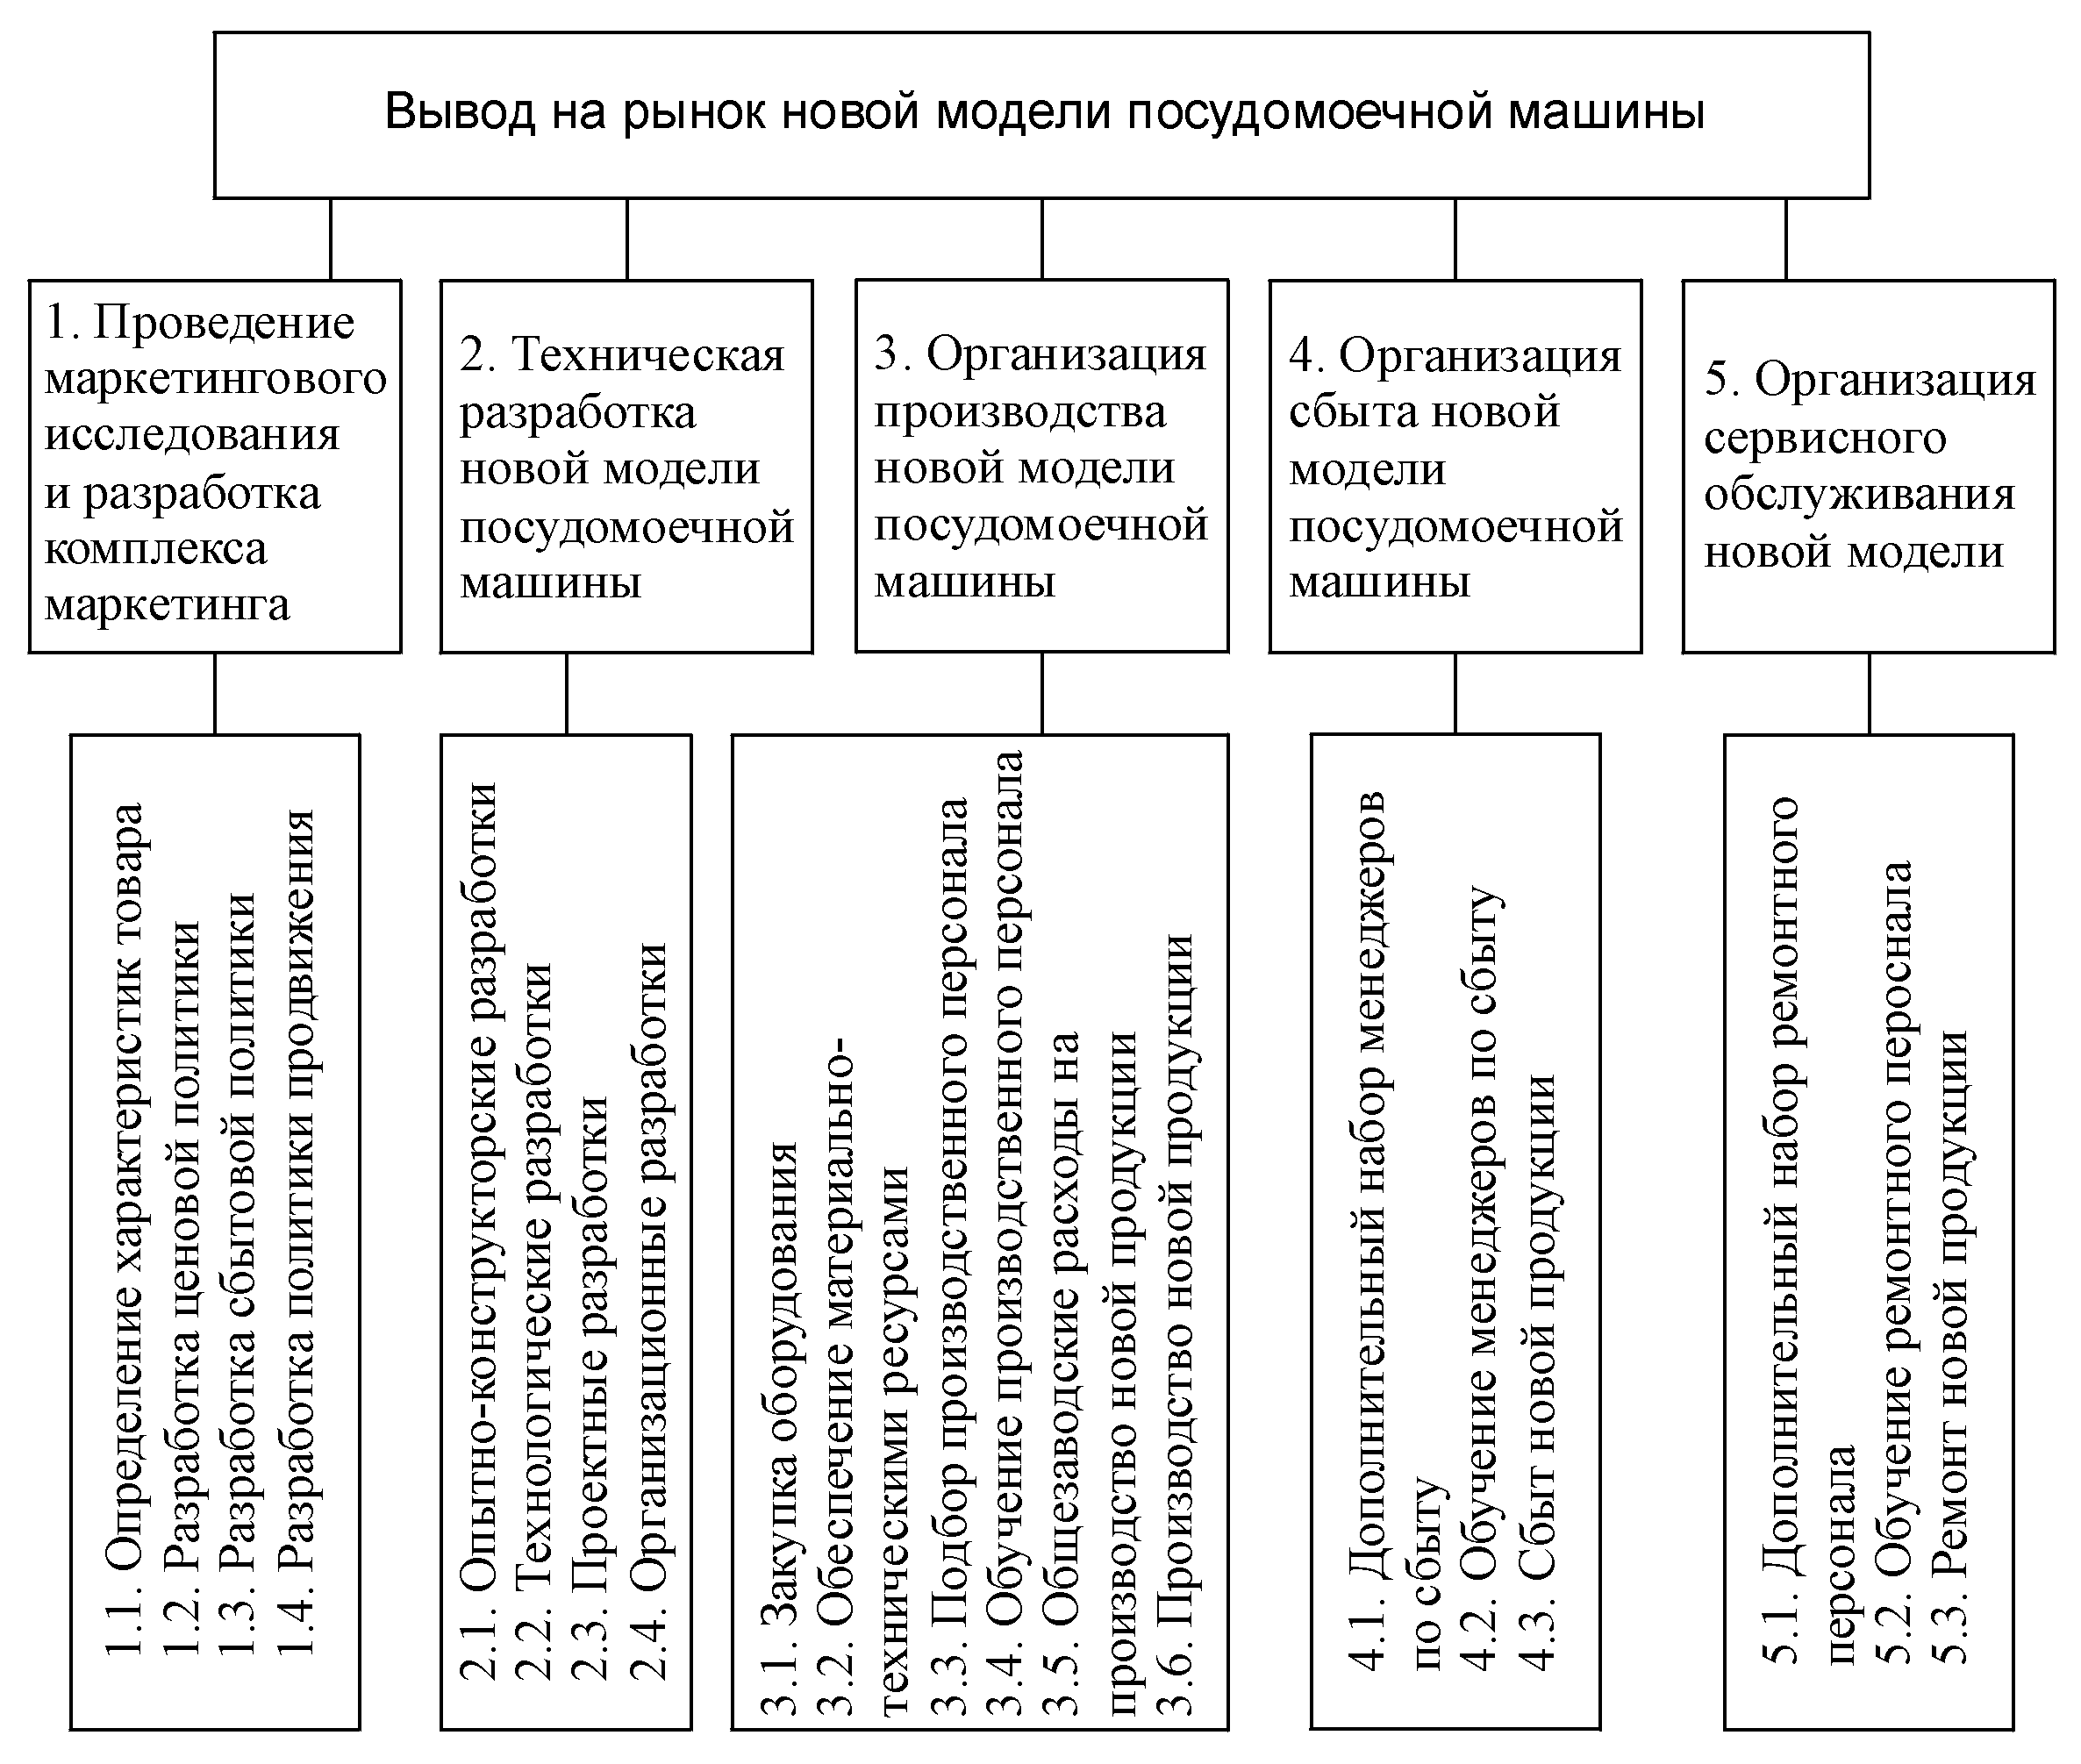 Вывод на рынок новой модели посудомоечной машины
1. Проведение
маркетингового
исследования
и разработка
комплекса
маркетинга
2. Техническая
разработка
новой модели
посудомоечной
машины
3. Организация
производства
новой модели
посудомоечной
машины
4. Организация
сбыта новой
модели
посудомоечной
машины
5. Организация
сервисного
обслуживания
новой модели
1.1. Определение характеристик товара
1.2. Разработка ценовой политики
1.3. Разработка сбытовой политики
1.4. Разработка политики продвижения
2.1. Опытно-конструкторские разработки
2.2. Технологические разработки
2.3. Проектные разработки
2.4. Организационные разработки
3.1. Закупка оборудования
3.2. Обеспечение материально-
техническими ресурсами
3.3. Подбор производственного персонала
3.4. Обучение производственного персонала
3.5. Общезаводские расходы на
производство новой продукции
3.6. Производство новой продукции
4.1. Дополнительный набор менеджеров
по сбыту
4.2. Обучение менеджеров по сбыту
4.3. Сбыт новой продукции
5.1. Дополнительный набор ремонтного
персонала
5.2. Обучение ремонтного пероснала
5.3. Ремонт новой продукции